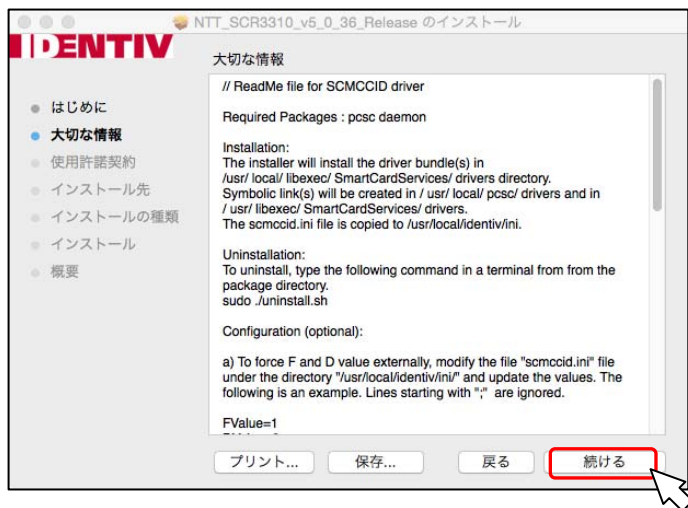 NTT_SCR3310_v5_0_36_Release のインストール
IDENTIV
大切な情報
はじめに
大切な情報
使用許諾契約
インストール先
インストールの種類
インストール
概要
// ReadMe file for SCMCCID driver
Required Packages : pcsc daemon
Installation:
The installer will install the driver bundle(s) in
/usr/ local/ libexec/ SmartCardServices/ drivers directory.
Symbolic link(s) will be created in / usr/ local/ pcsc/ drivers and in
/ usr/ libexec/ SmartCardServices/ drivers.
The scmccid.ini file is copied to /usr/local/identiv/ini.
Uninstallation:
To uninstall, type the following command in a terminal from from the
package directory.
sudo ./uninstall.sh
Configuration (optional):
a) To force F and D value externally, modify the file "scmccid.ini" file
under the directory "/usr/local/identiv/ini/" and update the values. The
following is an example. Lines starting with ";"  are ignored.
FValue=1
プリント...
保存...
戻る
続ける